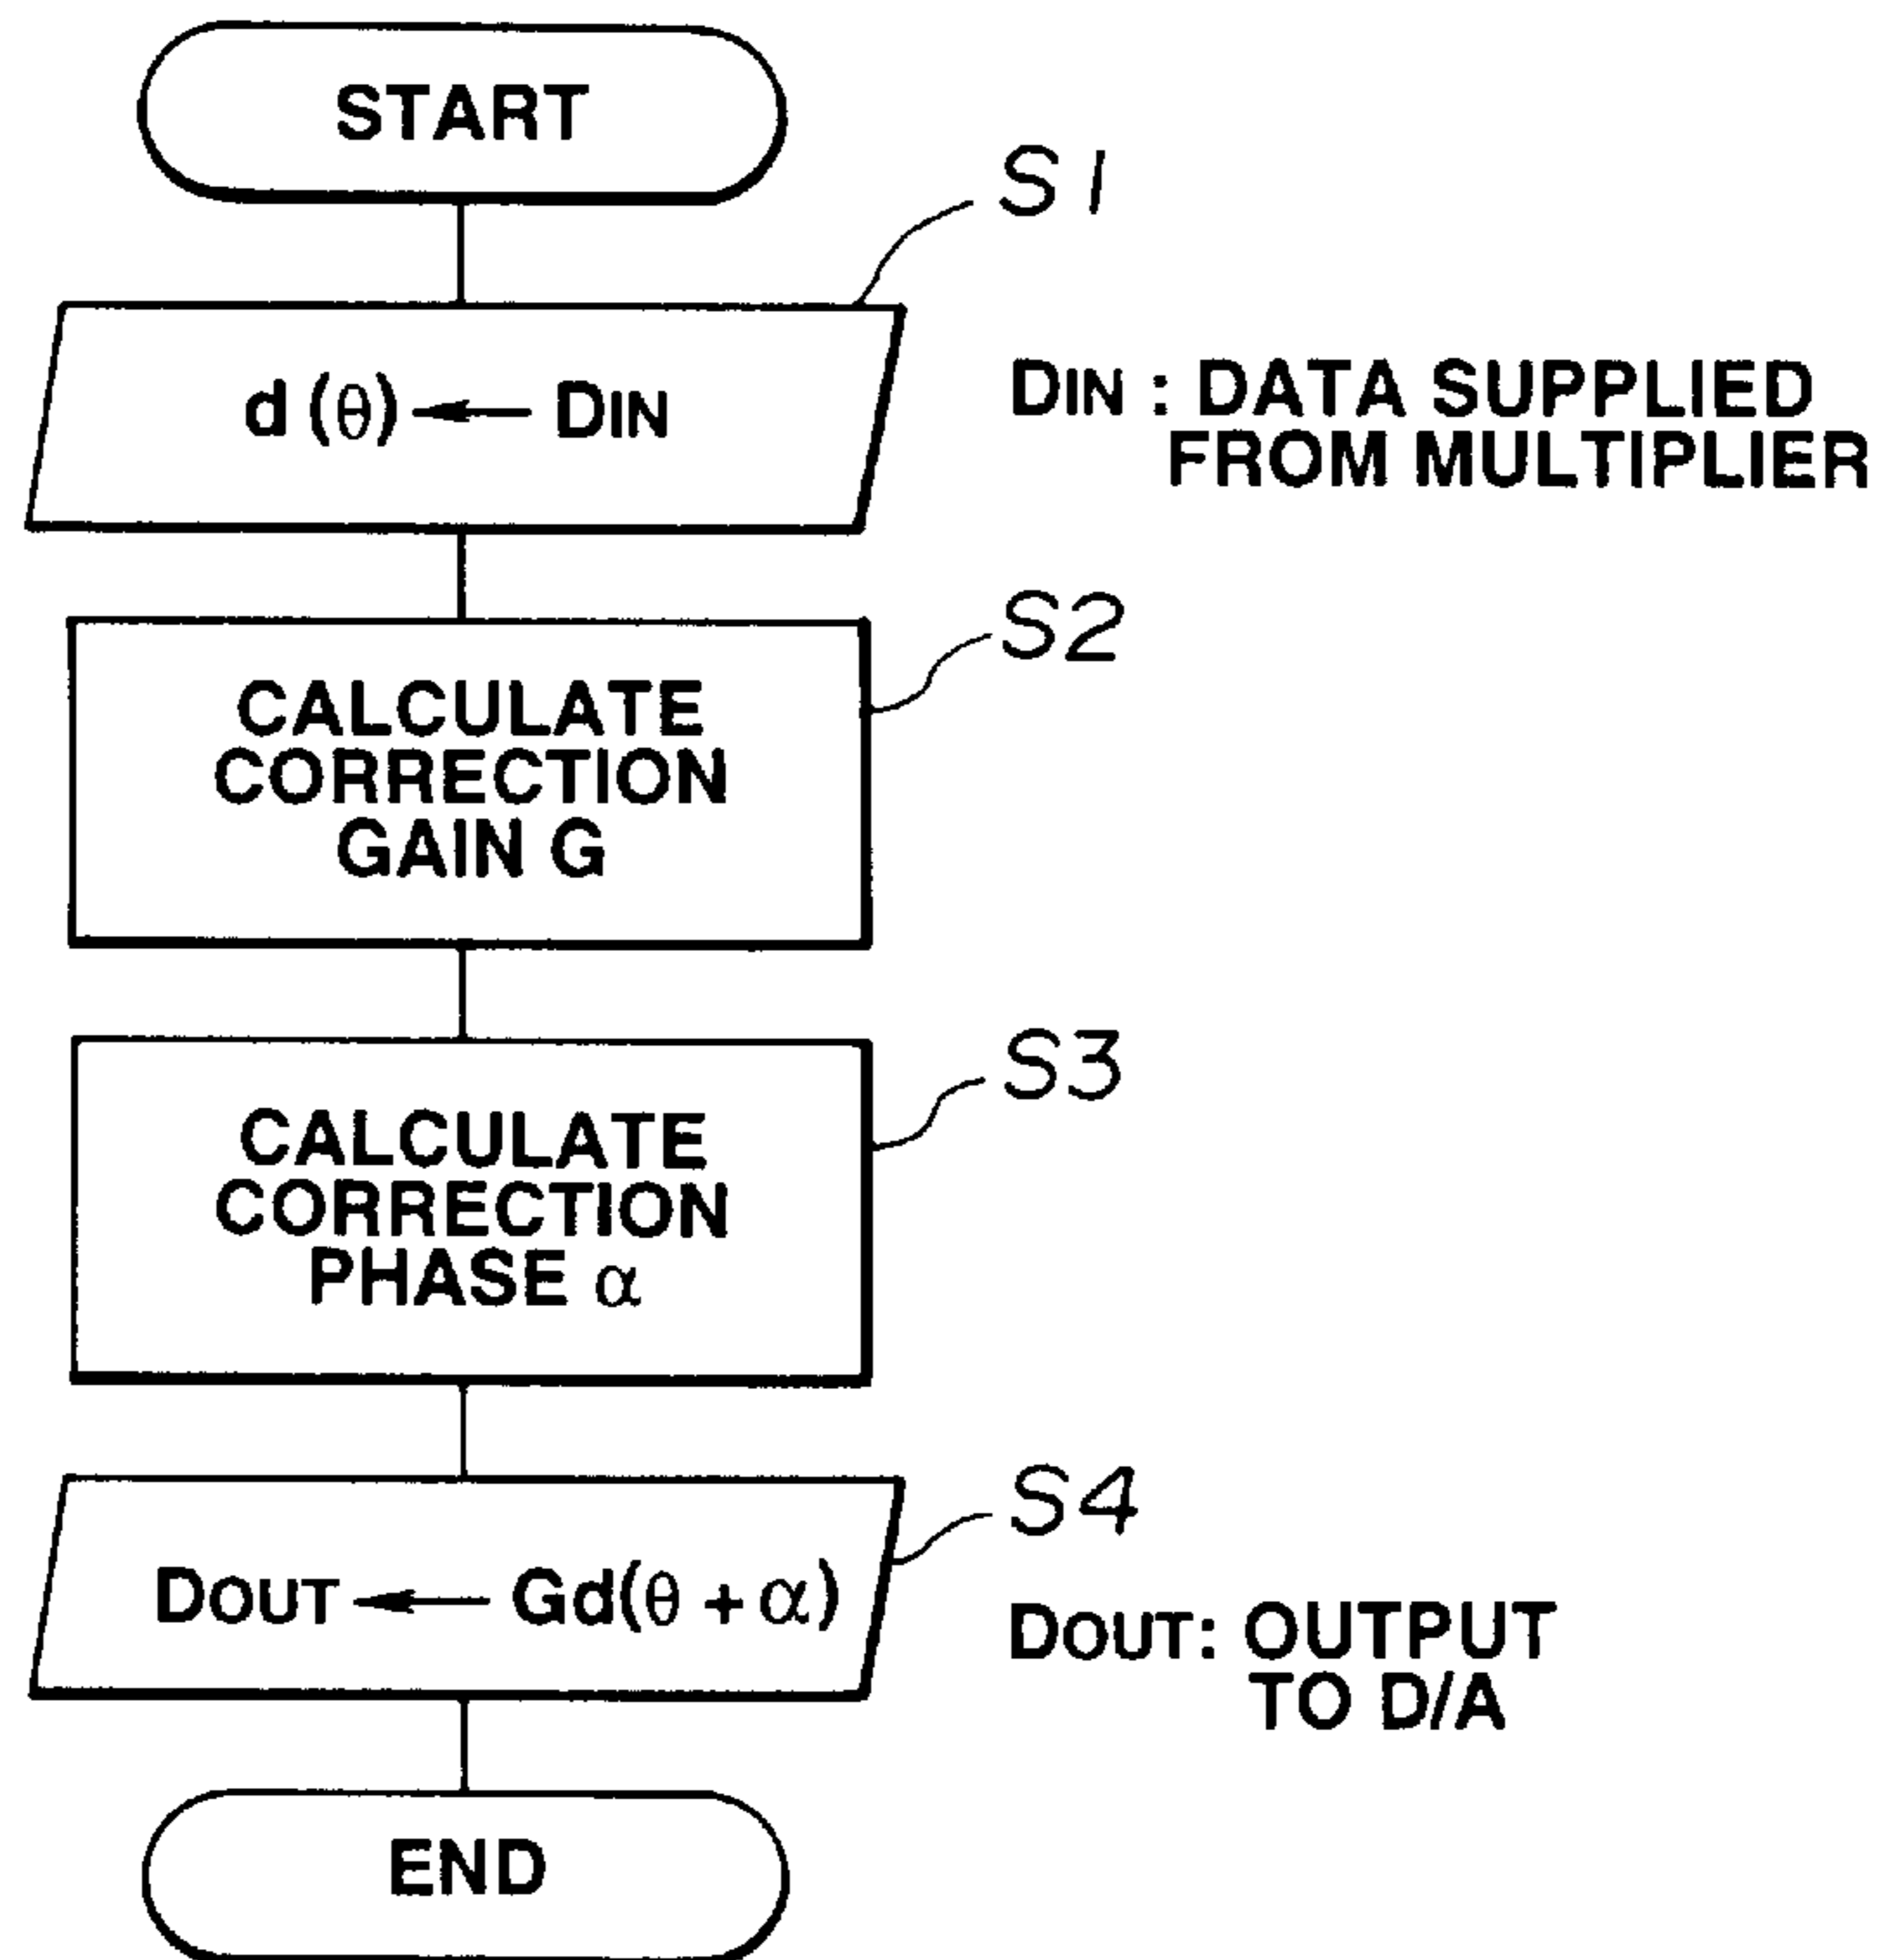 START
S1
d (θ) ← DIN
DIN : DATA SUPPLIED
FROM MULTIPLIER
S2
CALCULATE
CORRECTION
GAIN G
S3
CALCULATE
CORRECTION
PHASE α
S4
DOUT ← Gd(θ + α)
DOUT: OUTPUT
TO D/A
END